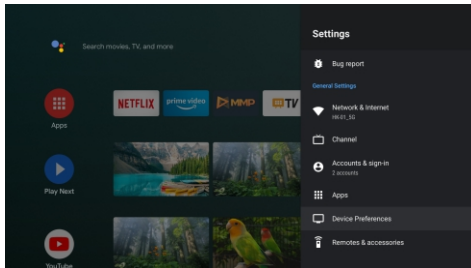 Search movies, TV, and more
Apps
NETFLIX
prime video
MMP
TV
Play Next
YouTube
Settings
Bug report
General Settings
Network & Internet
HK-01_5G
Channel
Accounts & sign-in
2 accounts
Apps
Device Preferences
Remotes & accessories